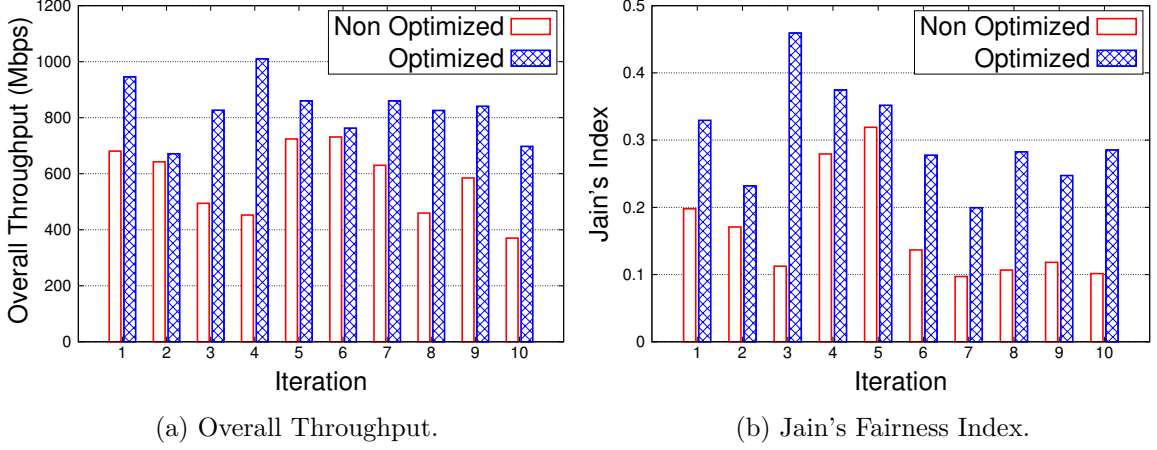 Overall Throughput (Mbps)
1200
1000
800
600
400
200
0
Non Optimized
Optimized
1 2 3 4 5 6 7 8 9 10
Iteration
(a) Overall Throughput.
Jain's Index
0.5
0.4
0.3
0.2
0.1
0
Non Optimized
Optimized
1 2 3 4 5 6 7 8 9 10
Iteration
(b) Jain's Fairness Index.